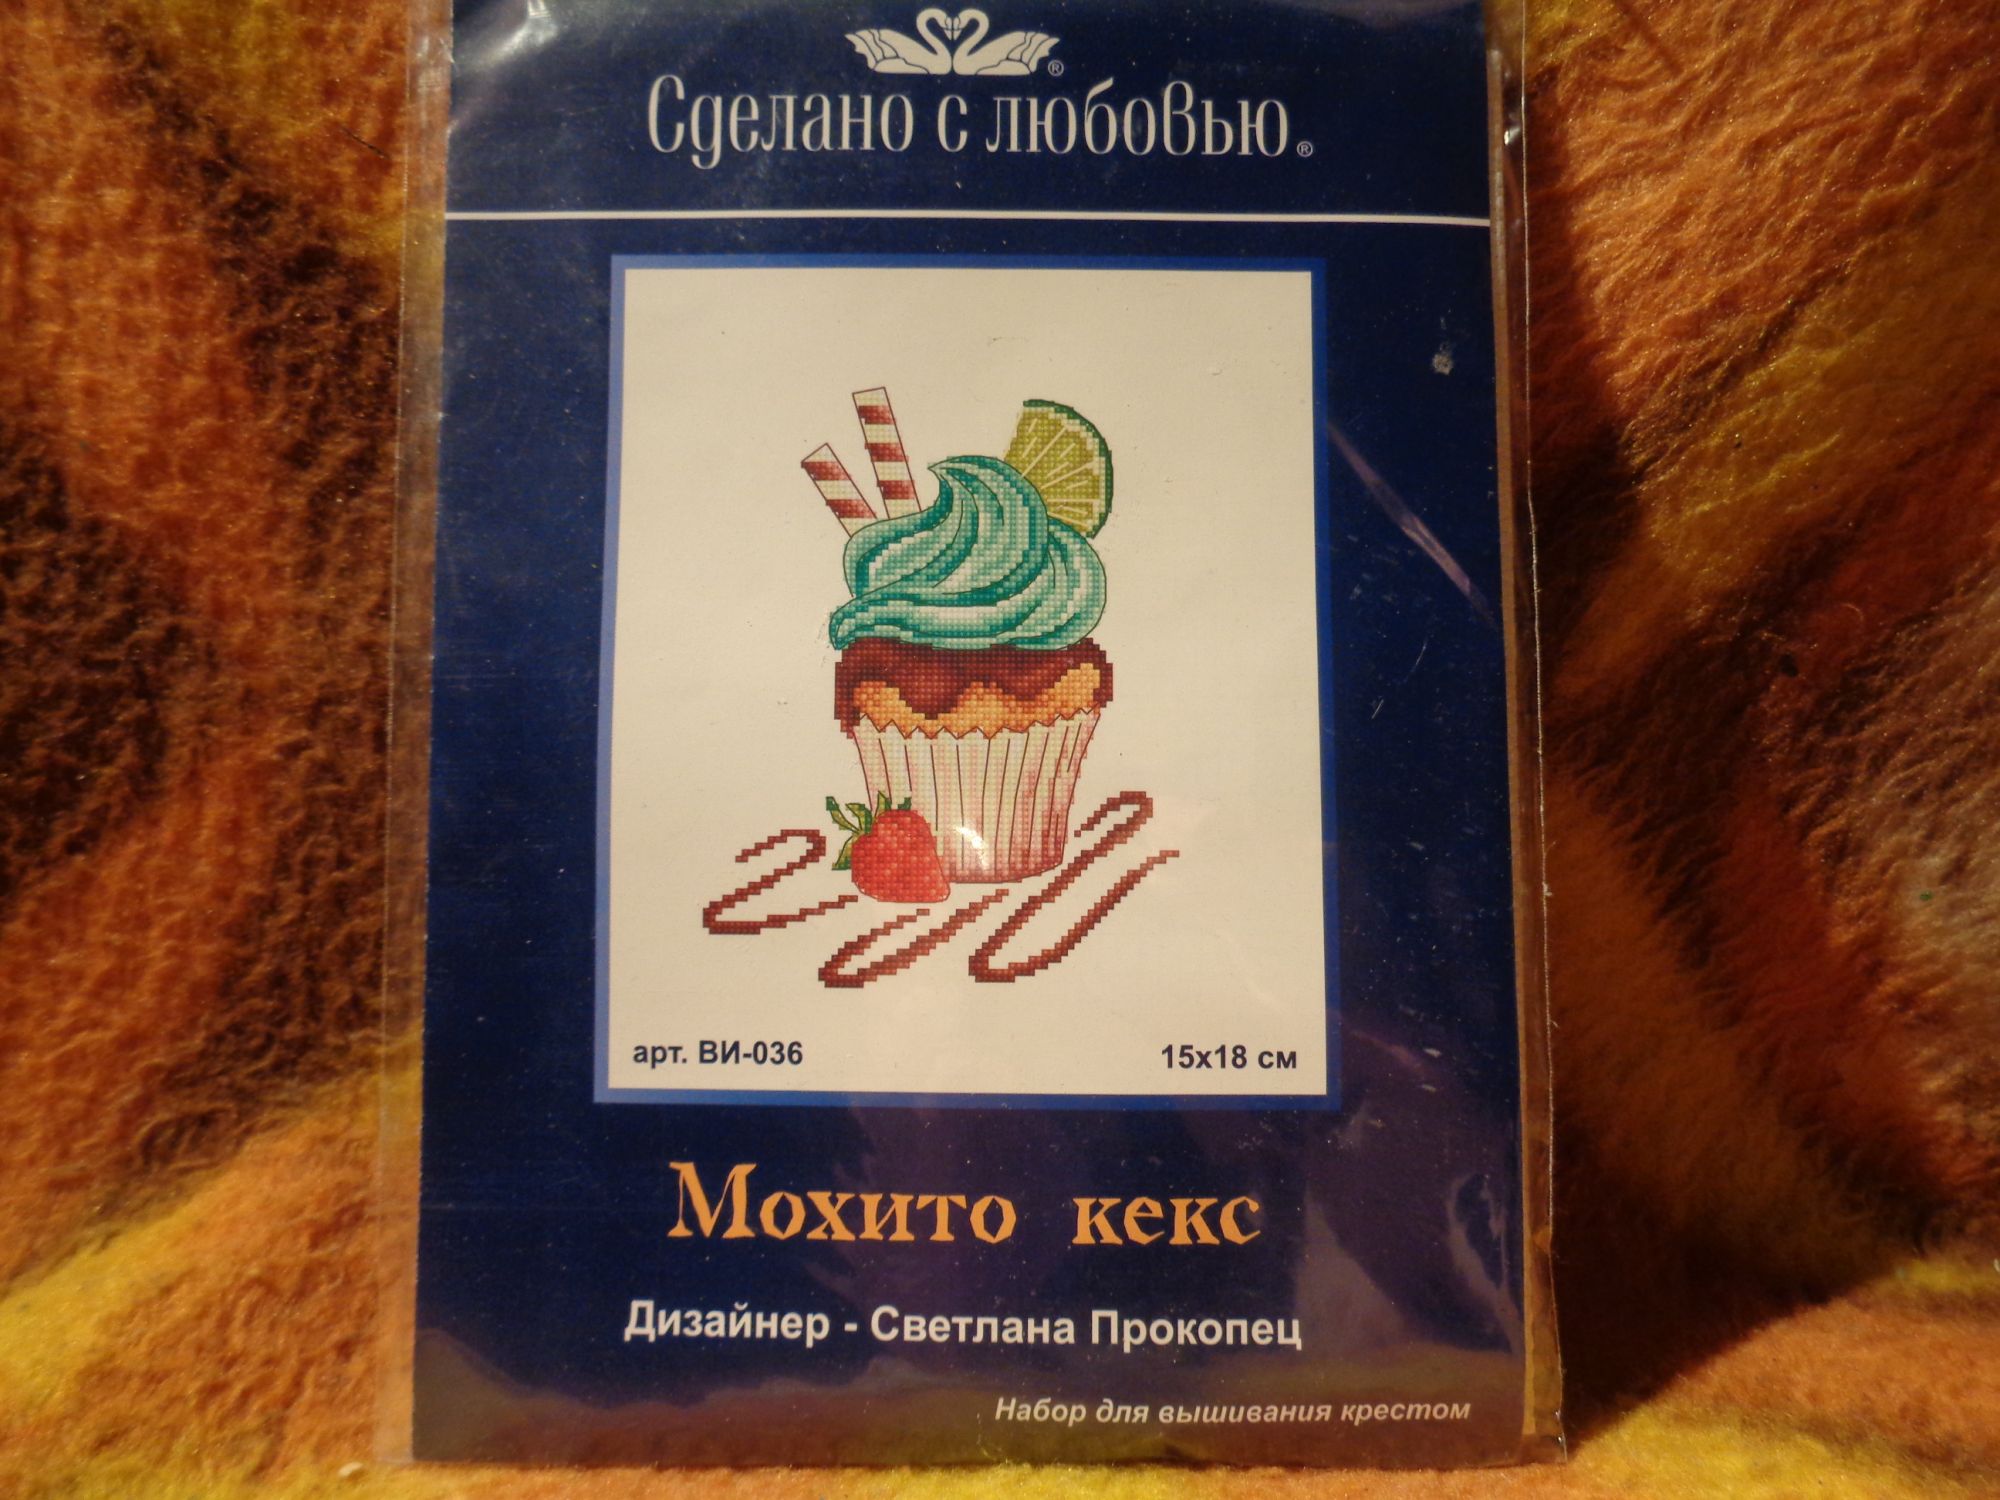 Сделано с любовью®
арт. ВИ-036
15х18 см
Мохито кекс
Дизайнер - Светлана Прокопец
Набор для вышивания крестом